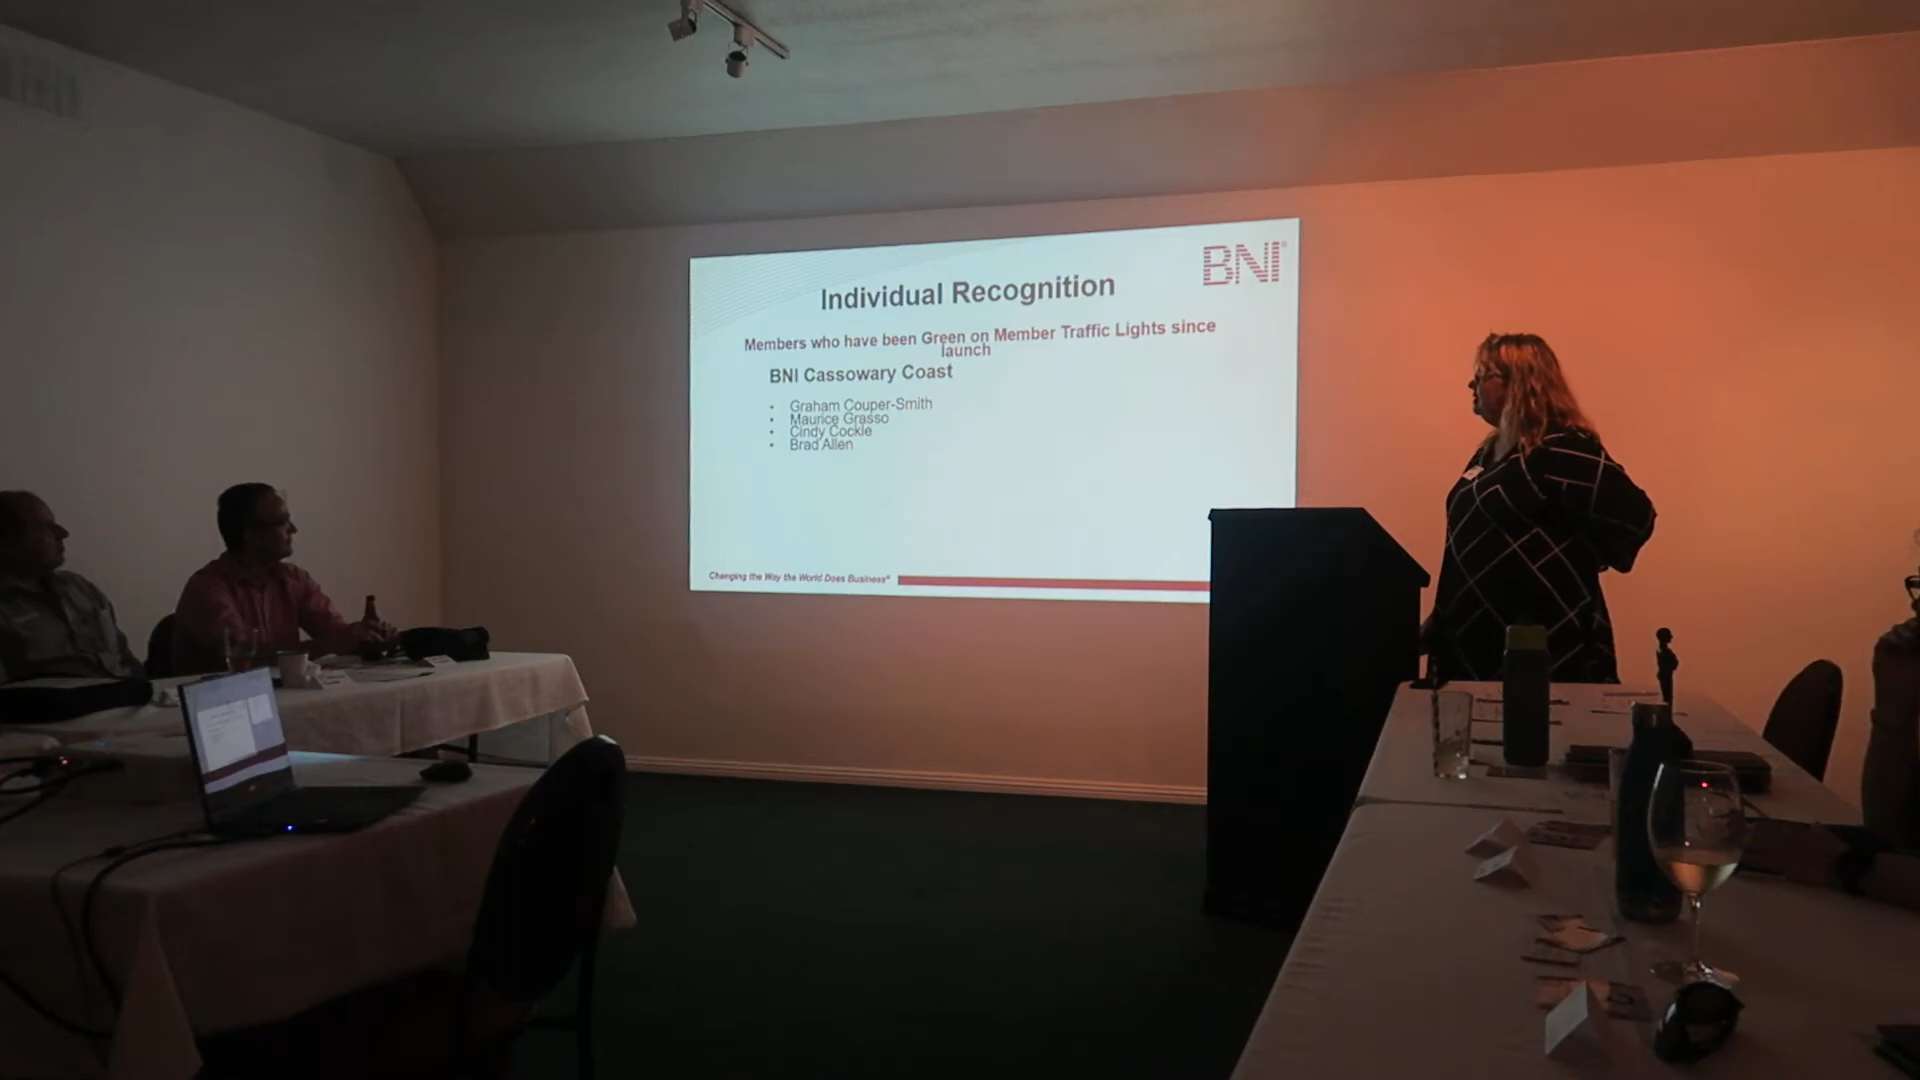 BNI®
Individual Recognition
Members who have been Green on Member Traffic Lights since
launch
BNI Cassowary Coast
• Graham Couper-Smith
• Maurice Grasso
• Cindy Cockle
• Brad Allen
Changing the Way the World Does Business®